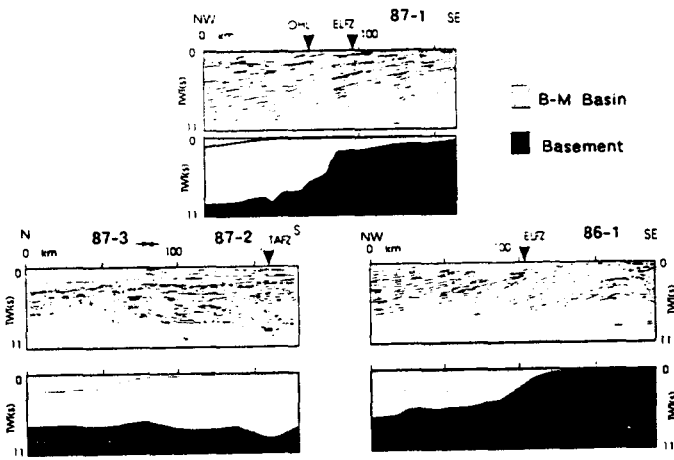 NW OHL ELFZ 87-1 SE
0 km 100
0
TWT(s)
11
B-M Basin
Basement
TWT(s)
11
N 87-3 87-2 S
TAFZ
0 km 100
0
TWT(s)
11
0
TWT(s)
11
NW ELFZ 86-1 SE
0 km 100
0
TWT(s)
11
0
TWT(s)
11